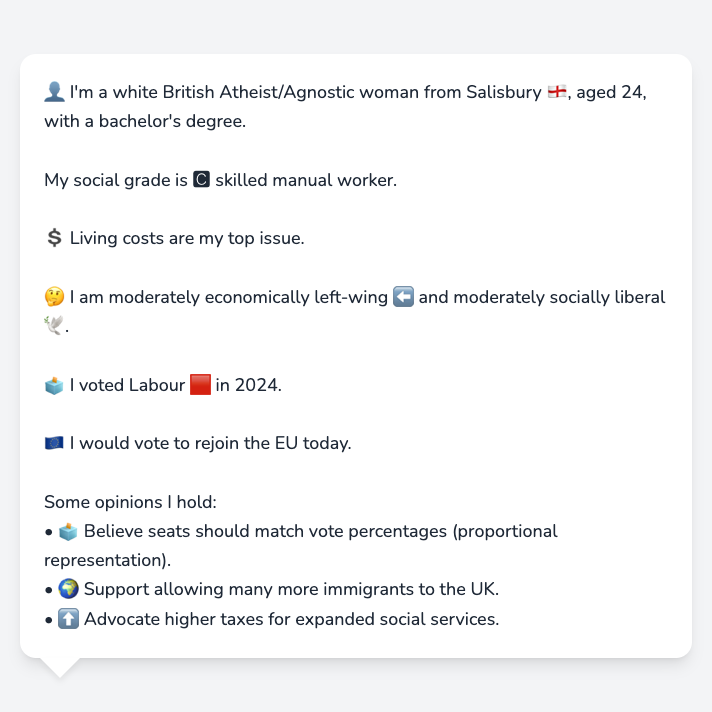 👤 I'm a white British Atheist/Agnostic woman from Salisbury 🏴󠁧󠁢󠁥󠁮󠁧󠁿, aged 24,
with a bachelor's degree.
My social grade is 🅲 skilled manual worker.
💲 Living costs are my top issue.
🤔 I am moderately economically left-wing ⬅️ and moderately socially liberal
🕊️.
🗳️ I voted Labour 🟥 in 2024.
🇪🇺 I would vote to rejoin the EU today.
Some opinions I hold:
• 🗳️ Believe seats should match vote percentages (proportional
representation).
• 🌍 Support allowing many more immigrants to the UK.
• ⬆️ Advocate higher taxes for expanded social services.